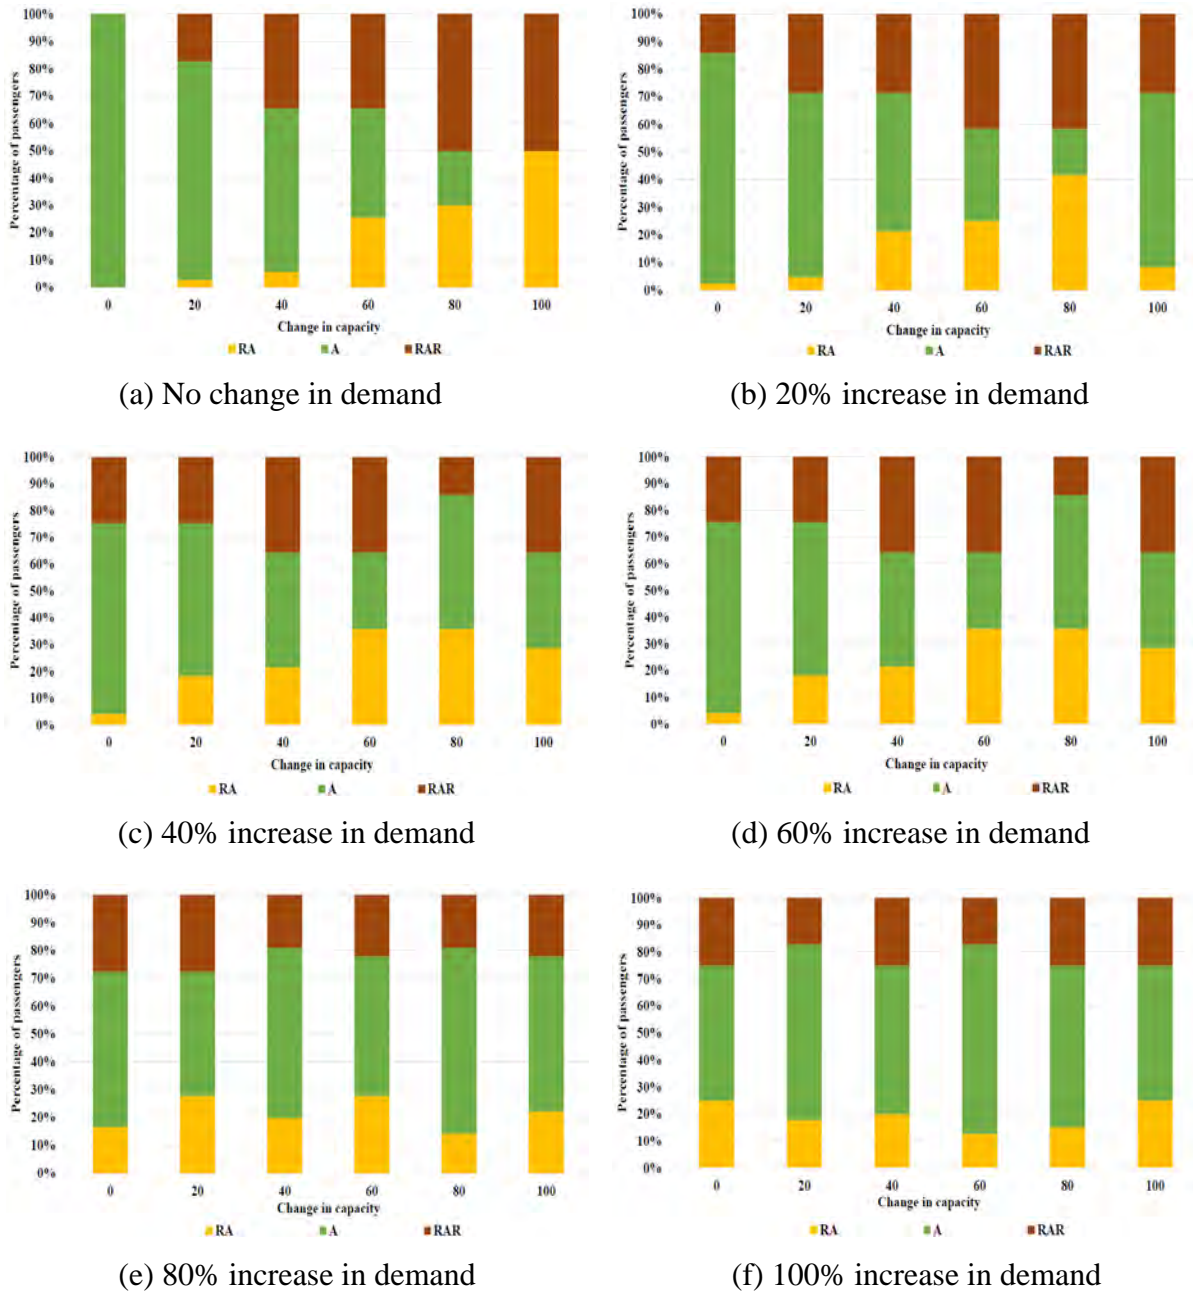 100%
90%
80%
70%
60%
50%
40%
30%
20%
10%
0%
Percentage of passengers
0 20 40 60 80 100
Change in capacity
RA A RAR
(a) No change in demand
100%
90%
80%
70%
60%
50%
40%
30%
20%
10%
0%
Percentage of passengers
0 20 40 60 80 100
Change in capacity
RA A RAR
(b) 20% increase in demand
100%
90%
80%
70%
60%
50%
40%
30%
20%
10%
0%
Percentage of passengers
0 20 40 60 80 100
Change in capacity
RA A RAR
(c) 40% increase in demand
100%
90%
80%
70%
60%
50%
40%
30%
20%
10%
0%
Percentage of passengers
0 20 40 60 80 100
Change in capacity
RA A RAR
(d) 60% increase in demand
100%
90%
80%
70%
60%
50%
40%
30%
20%
10%
0%
Percentage of passengers
0 20 40 60 80 100
Change in capacity
RA A RAR
(e) 80% increase in demand
100%
90%
80%
70%
60%
50%
40%
30%
20%
10%
0%
Percentage of passengers
0 20 40 60 80 100
Change in capacity
RA A RAR
(f) 100% increase in demand